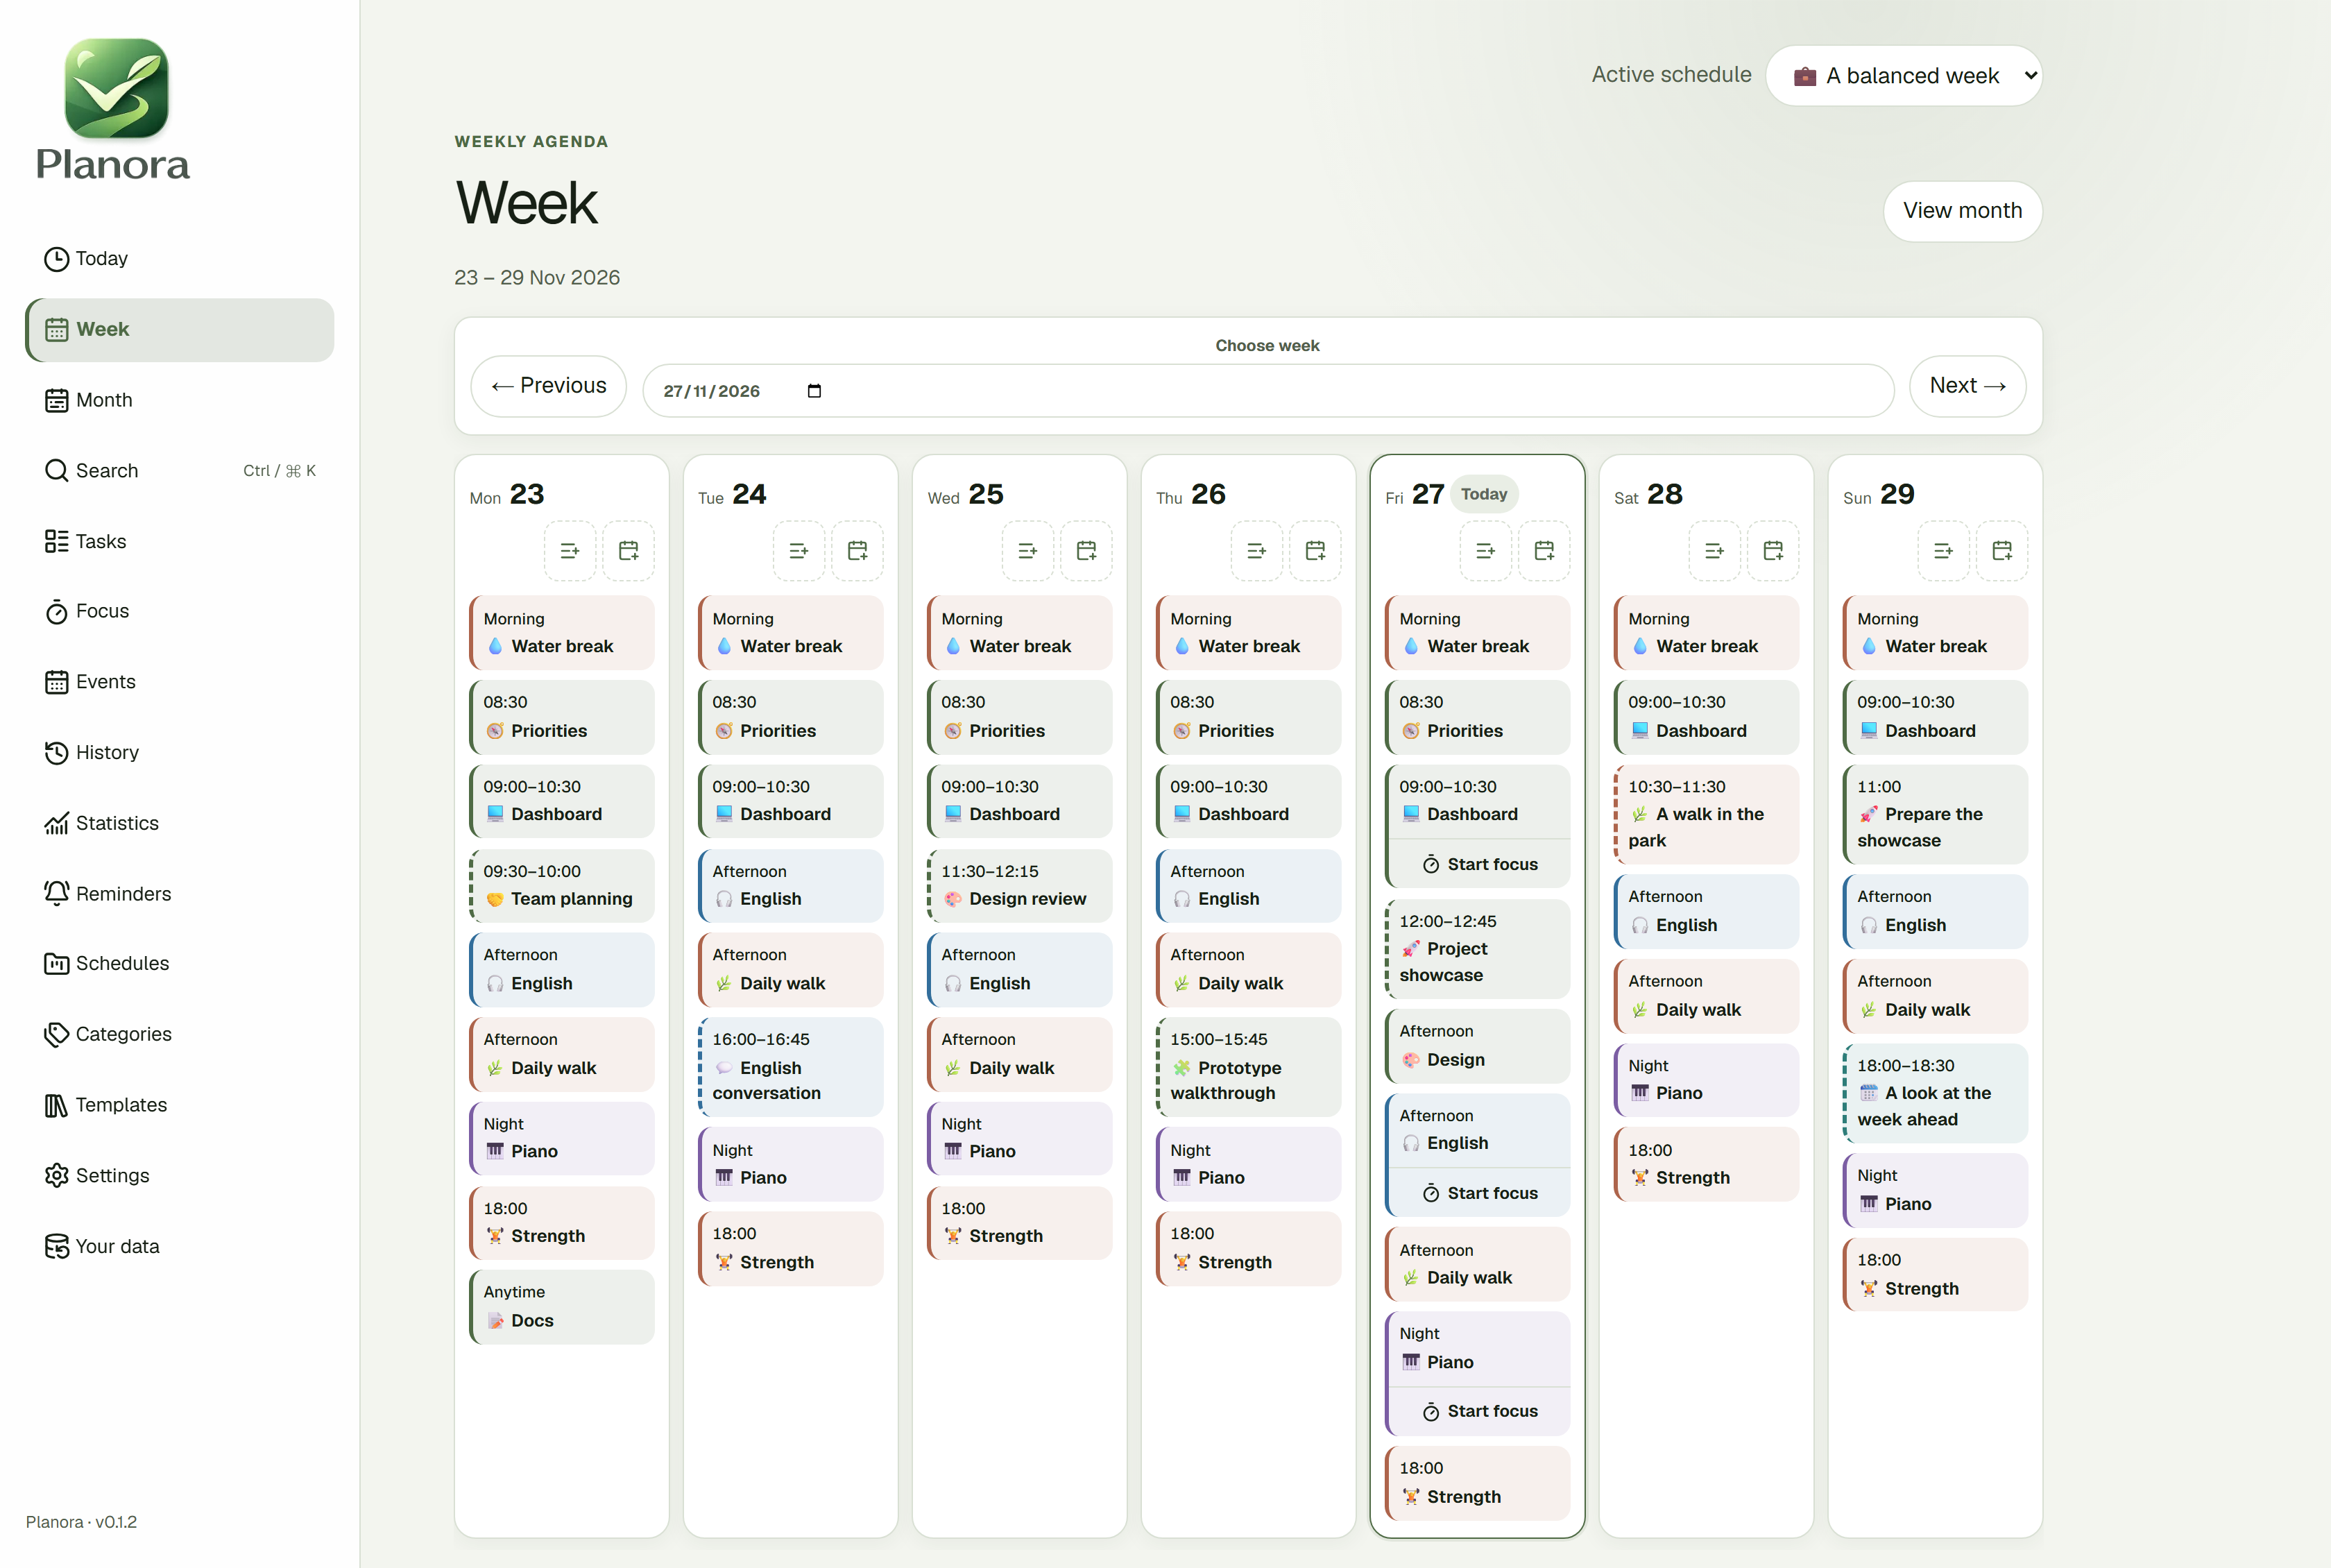 Planora
Today
Week
Month
Search Ctrl / ⌘ K
Tasks
Focus
Events
History
Statistics
Reminders
Schedules
Categories
Templates
Settings
Your data
Planora · v0.1.2
Active schedule
A balanced week
WEEKLY AGENDA
Week
View month
23 – 29 Nov 2026
Choose week
← Previous
27/11/2026
Next →
Mon 23
Morning
Water break
08:30
Priorities
09:00–10:30
Dashboard
09:30–10:00
Team planning
Afternoon
English
Afternoon
Daily walk
Night
Piano
18:00
Strength
Anytime
Docs
Tue 24
Morning
Water break
08:30
Priorities
09:00–10:30
Dashboard
Afternoon
English
Afternoon
Daily walk
16:00–16:45
English
conversation
Night
Piano
18:00
Strength
Wed 25
Morning
Water break
08:30
Priorities
09:00–10:30
Dashboard
11:30–12:15
Design review
Afternoon
English
Afternoon
Daily walk
Night
Piano
18:00
Strength
Thu 26
Morning
Water break
08:30
Priorities
09:00–10:30
Dashboard
Afternoon
English
Afternoon
Daily walk
15:00–15:45
Prototype
walkthrough
Night
Piano
18:00
Strength
Fri 27 Today
Morning
Water break
08:30
Priorities
09:00–10:30
Dashboard
Start focus
12:00–12:45
Project
showcase
Afternoon
Design
Afternoon
English
Start focus
Afternoon
Daily walk
Night
Piano
Start focus
18:00
Strength
Sat 28
Morning
Water break
09:00–10:30
Dashboard
10:30–11:30
A walk in the
park
Afternoon
English
Afternoon
Daily walk
Night
Piano
18:00
Strength
Sun 29
Morning
Water break
09:00–10:30
Dashboard
11:00
Prepare the
showcase
Afternoon
English
Afternoon
Daily walk
18:00–18:30
A look at the
week ahead
Night
Piano
18:00
Strength